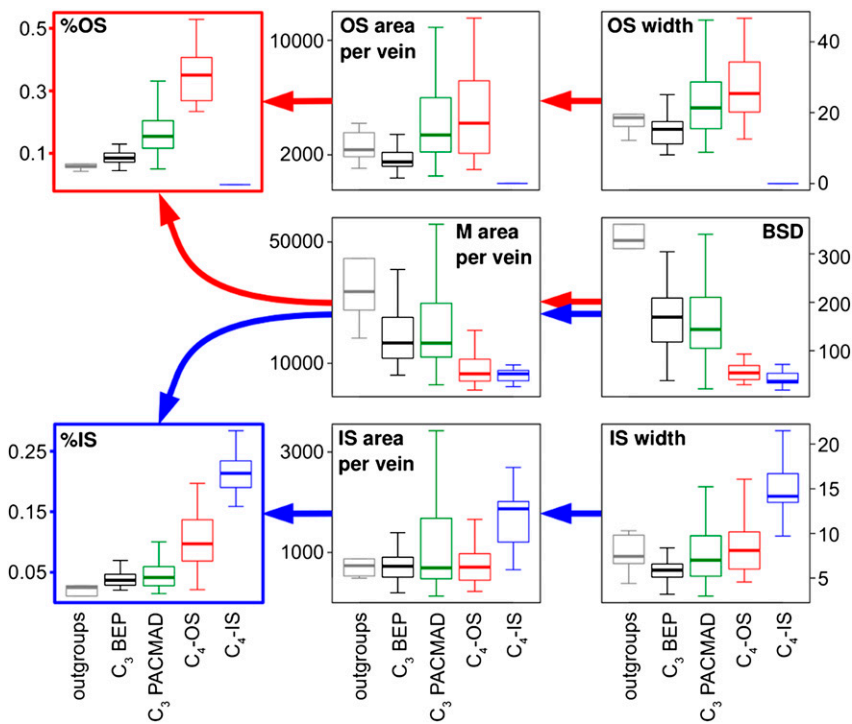 %OS
0.5
0.3
0.1
OS area
per vein
10000
2000
OS width
40
20
0
M area
per vein
50000
10000
BSD
300
200
100
%IS
0.25
0.15
0.05
IS area
per vein
3000
1000
IS width
20
15
10
5
outgroups
C₃ BEP
C₃ PACMAD
C₄-OS
C₄-IS
outgroups
C₃ BEP
C₃ PACMAD
C₄-OS
C₄-IS
outgroups
C₃ BEP
C₃ PACMAD
C₄-OS
C₄-IS